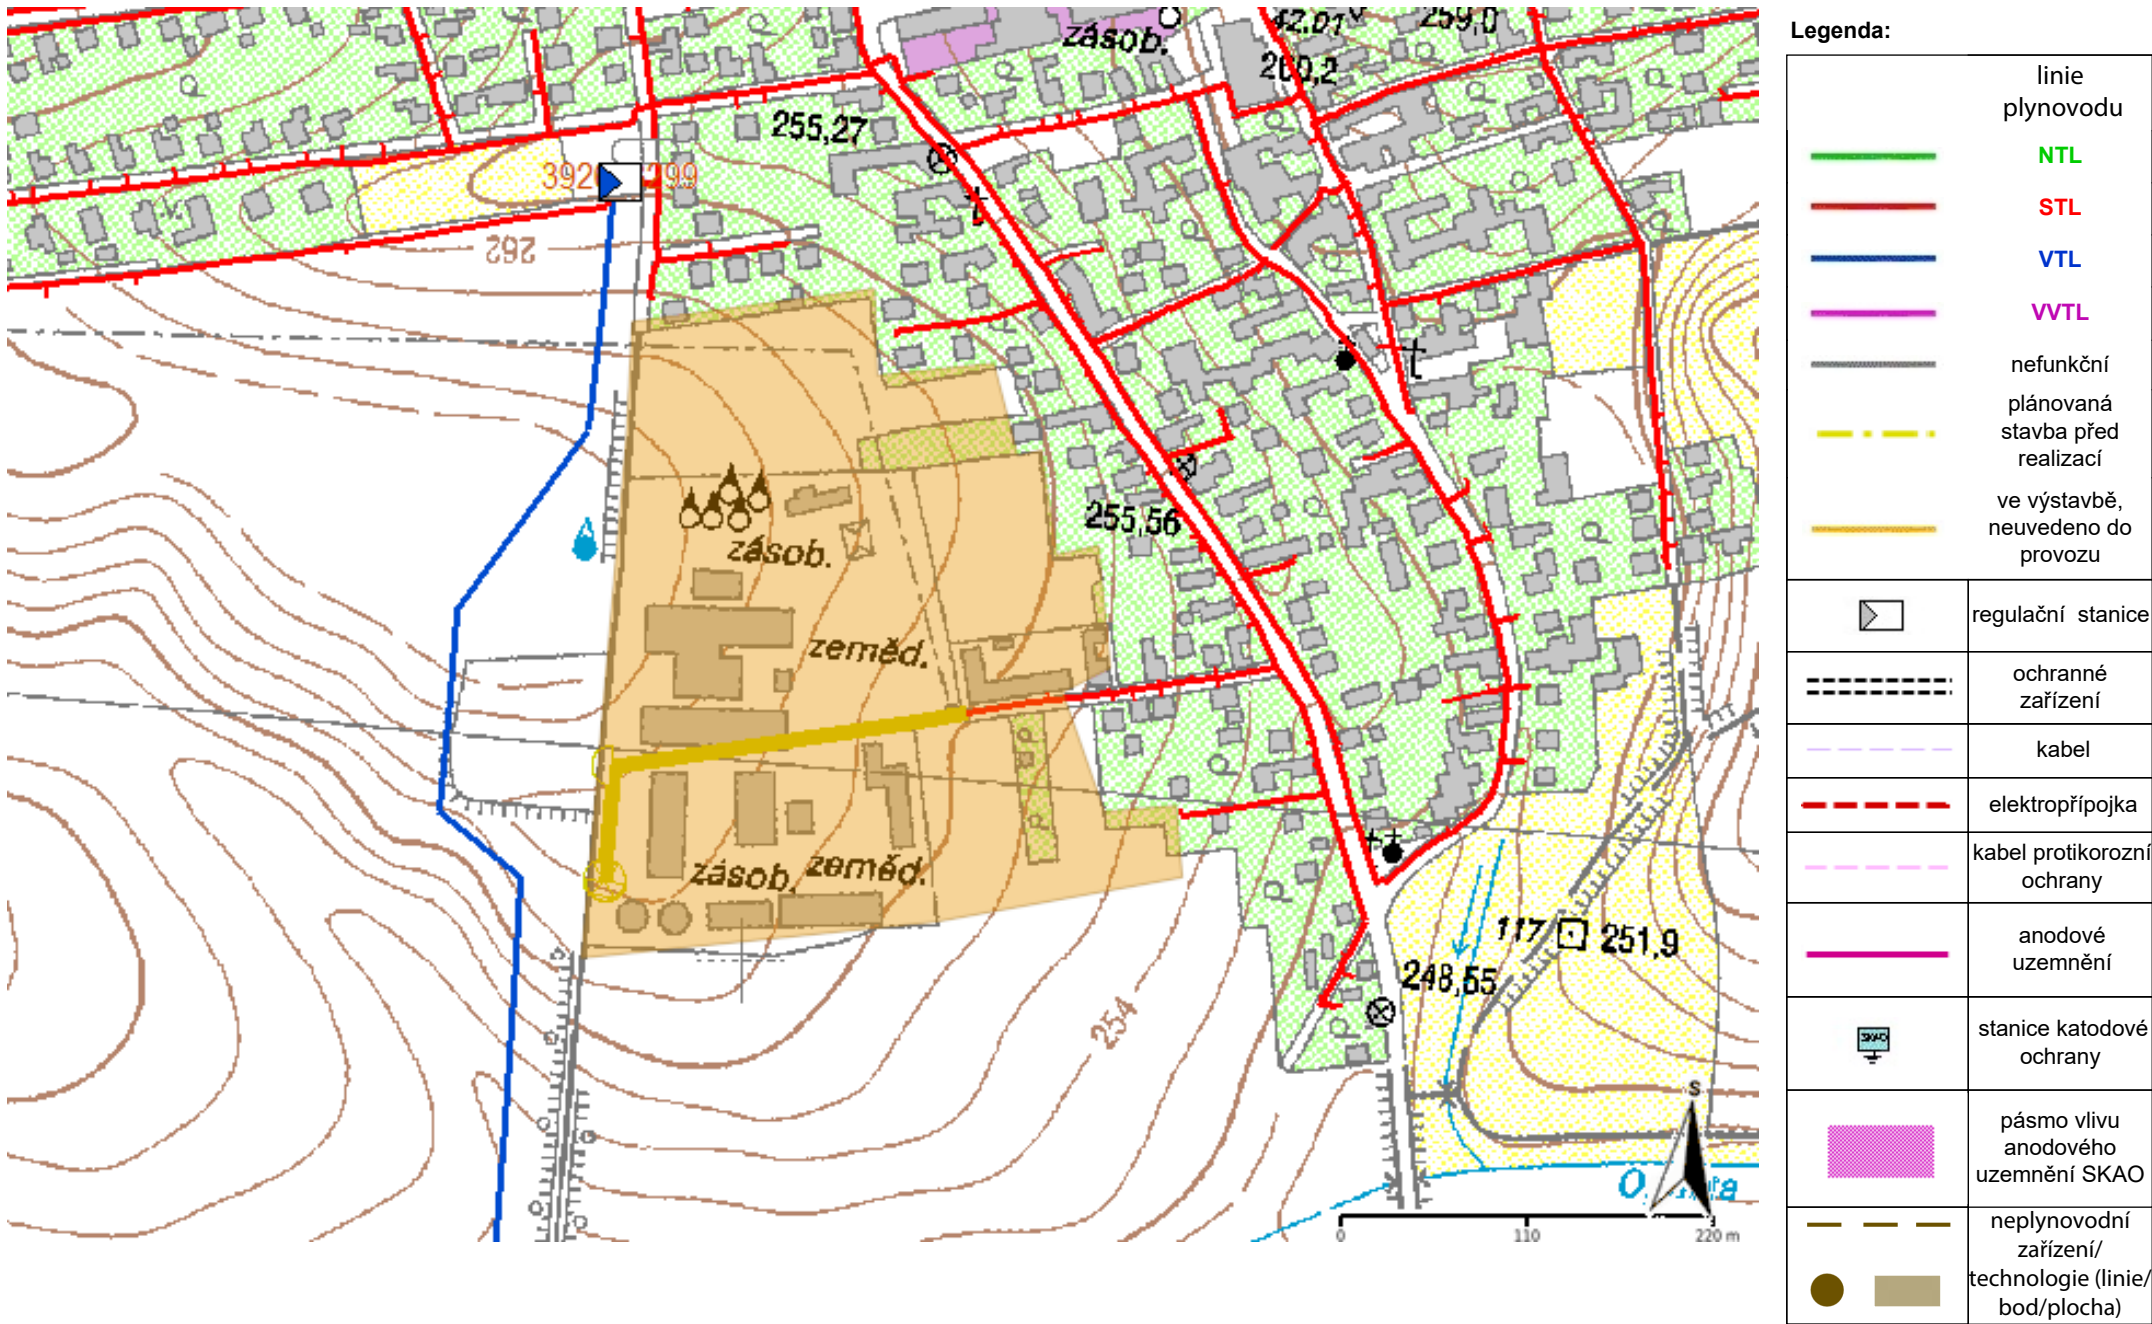 zásob.
42.01
259,0
260,2
255,27
262
255,56
zásob.
zeměd.
zásob.
zeměd.
117
251,9
248,55
254
S
0
110
220 m
Legenda:
linie
plynovodu
NTL
STL
VTL
VVTL
nefunkční
plánovaná
stavba před
realizací
ve výstavbě,
neuvedeno do
provozu
regulační stanice
ochranné
zařízení
kabel
elektropřípojka
kabel protikorozní
ochrany
anodové
uzemnění
SKAO
stanice katodové
ochrany
pásmo vlivu
anodového
uzemnění SKAO
neplynovodní
zařízení/
technologie (linie/
bod/plocha)